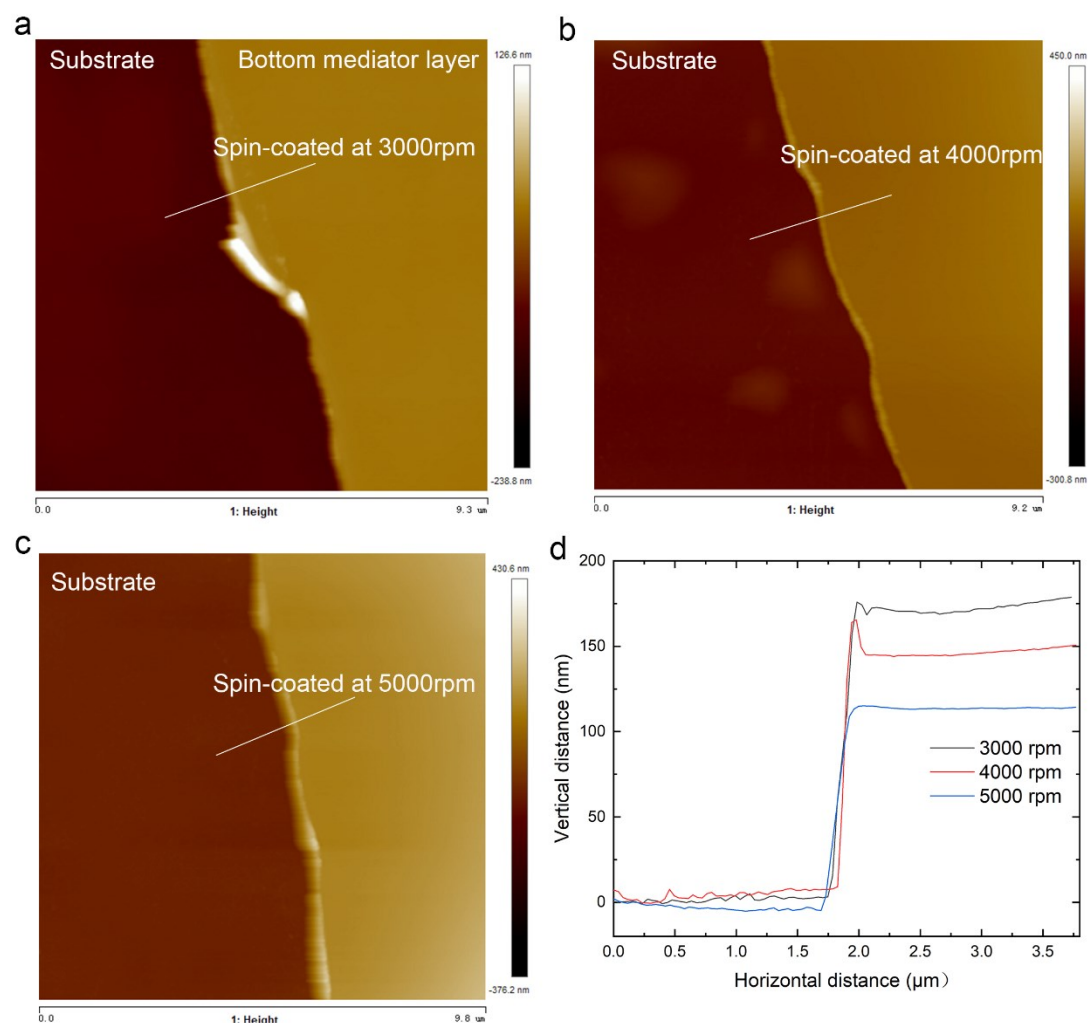 a
Substrate
Bottom mediator layer
Spin-coated at 3000rpm
126.6 nm
-238.8 nm
0.0
1: Height
9.3 um
b
Substrate
Spin-coated at 4000rpm
450.0 nm
-300.8 nm
0.0
1: Height
9.2 um
c
Substrate
Spin-coated at 5000rpm
430.6 nm
-376.2 nm
0.0
1: Height
9.8 um
d
200
150
100
50
0
Vertical distance (nm)
3000 rpm
4000 rpm
5000 rpm
0.0
0.5
1.0
1.5
2.0
2.5
3.0
3.5
Horizontal distance (μm）